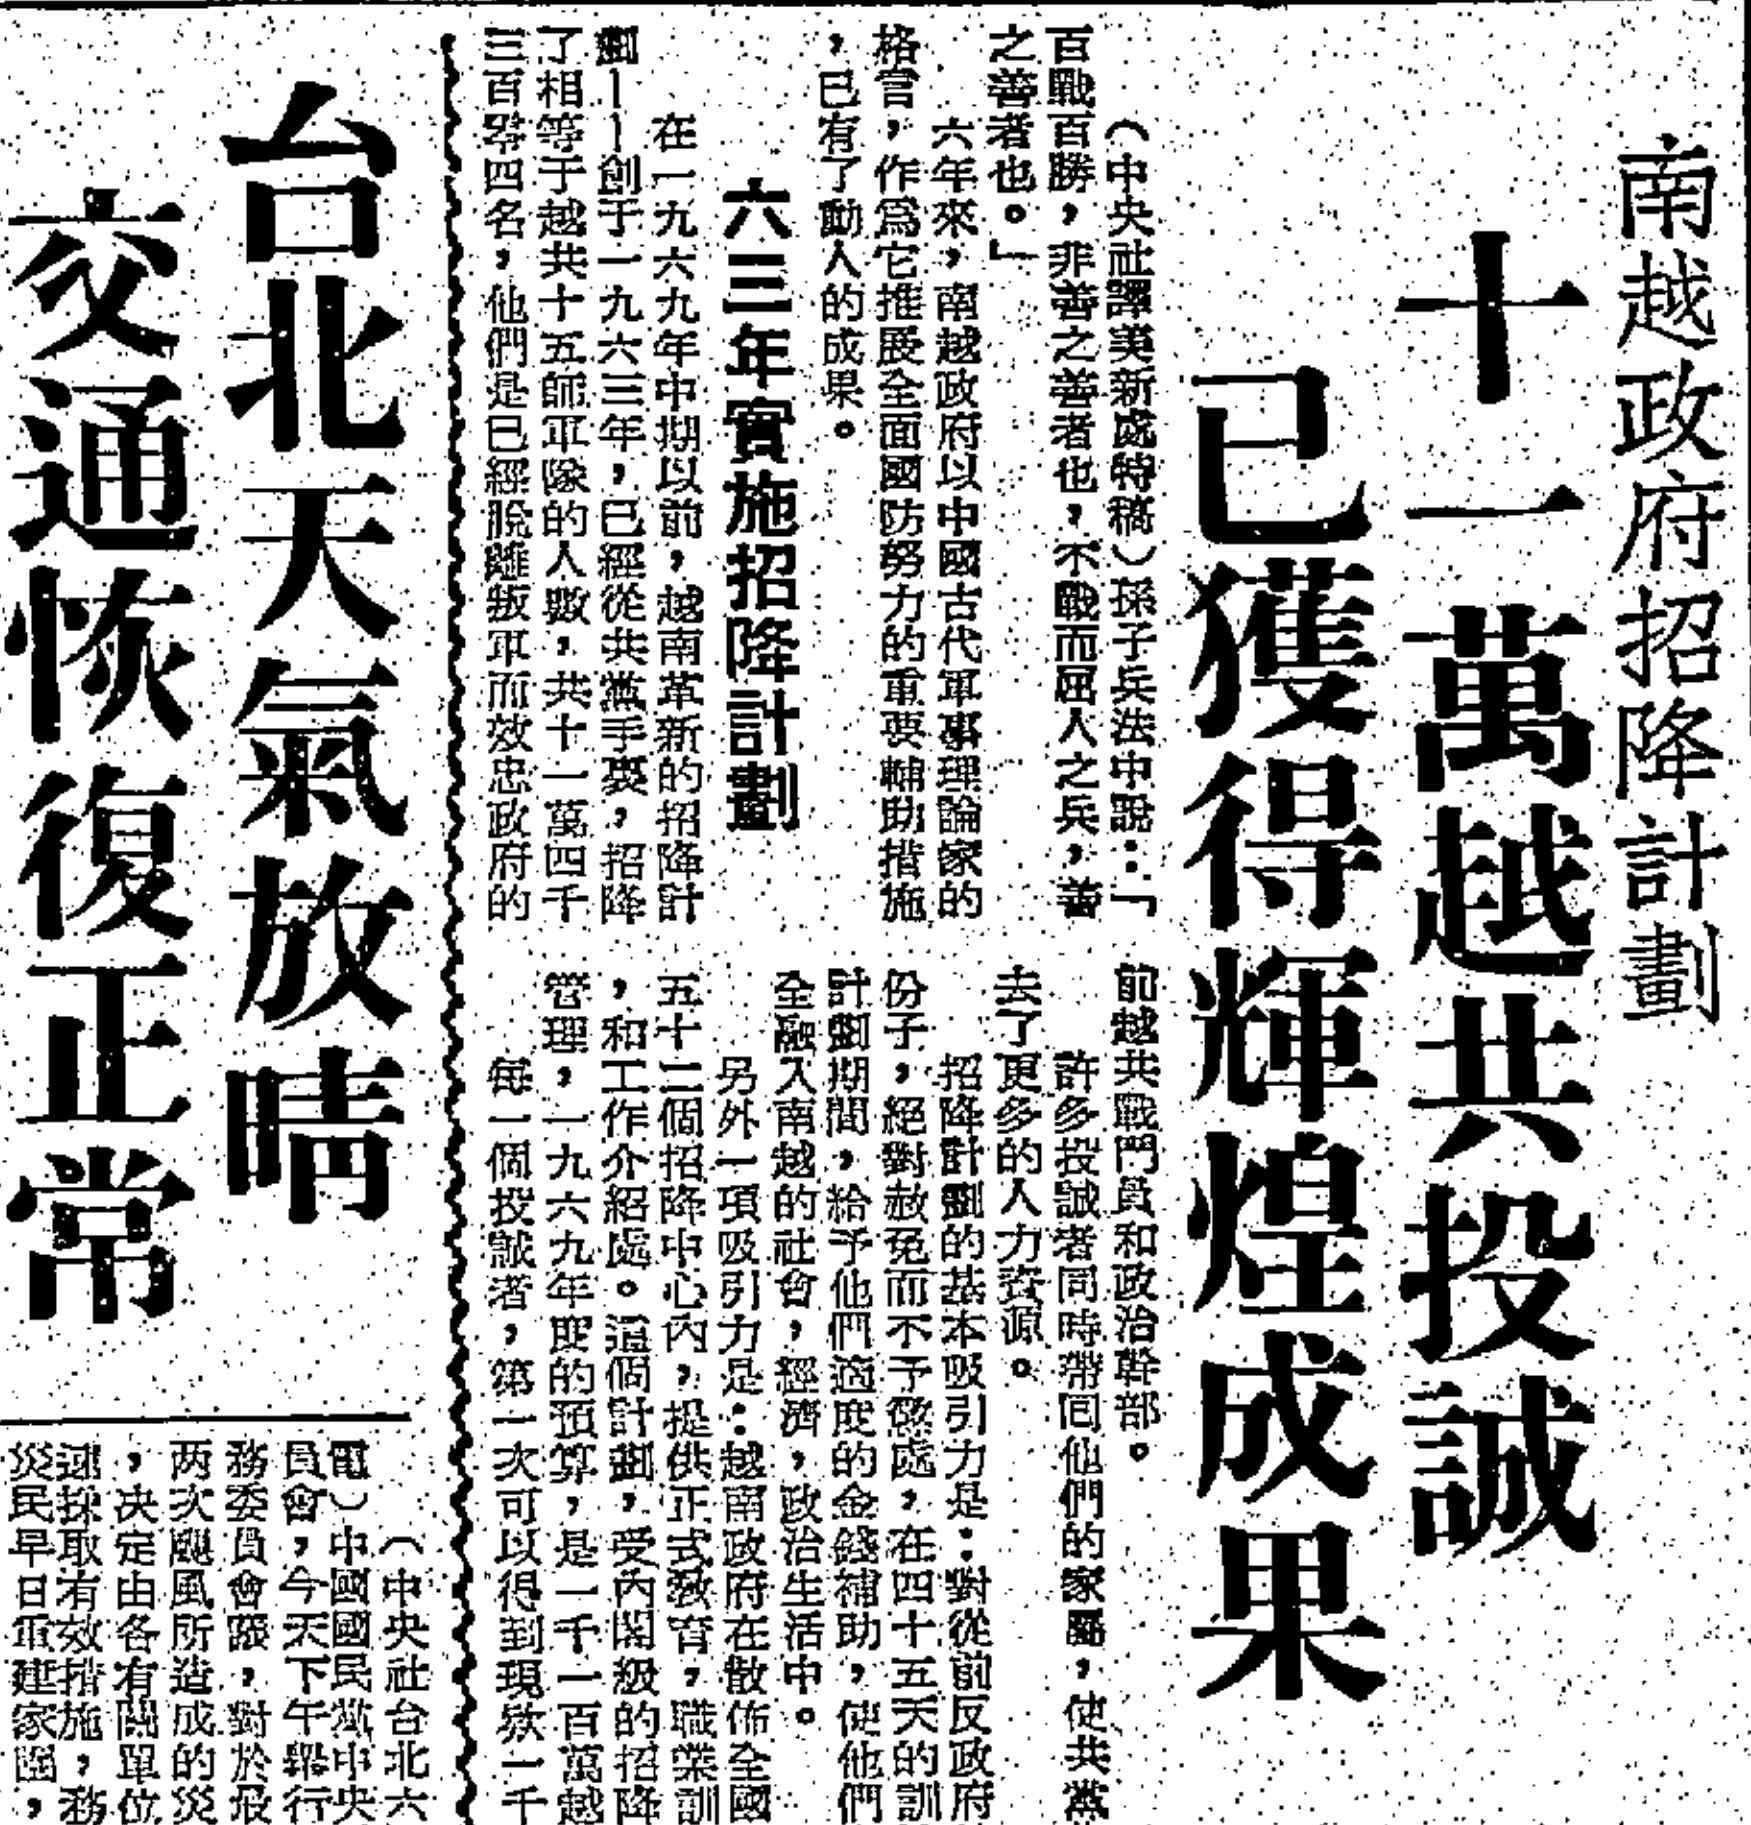 南越政府招降計劃
十一萬越共投誠
已獲得輝煌成果
（中央社譯美新處特稿）孫子兵法中說：「
百戰百勝，非善之善者也，不戰而屈人之兵，善
之善者也。」
六年來，南越政府以中國古代軍事理論家的
格言，作爲它推展全面國防努力的重要輔助措施
，已有了動人的成果。
六三年實施招降計劃
在一九六九年中期以前，越南革新的招降計
劃——創于一九六三年，已經從共黨手裏，招降
了相等于越共十五師軍隊的人數，共十一萬四千
三百零四名，他們是已經脫離叛軍而效忠政府的
前越共戰鬥員和政治幹部。
許多投誠者同時帶回他們的家屬，使共黨
去了更多的人力資源。
招降計劃的基本吸引力是：對從前反政府
份子，絕對赦免而不予懲處，在四十五天的訓
計劃期間，給予他們適度的金錢補助，使他們
全融入南越的社會，經濟，政治生活中。
另外一項吸引力是：越南政府在散佈全國
五十二個招降中心內，提供正式教育，職業訓
，和工作介紹處。這個計劃，受內閣級的招降
管理，一九六九年度的預算，是一千一百萬越
每一個投誠者，第一次可以得到現款一千
台北天氣放晴
交通恢復正常
（中央社台北六
電）中國國民黨中央
員會，今天下午舉行
務委員會議，對於最
两次颱風所造成的災
，決定由各有關單位
速採取有效措施，務
災民早日重建家園，